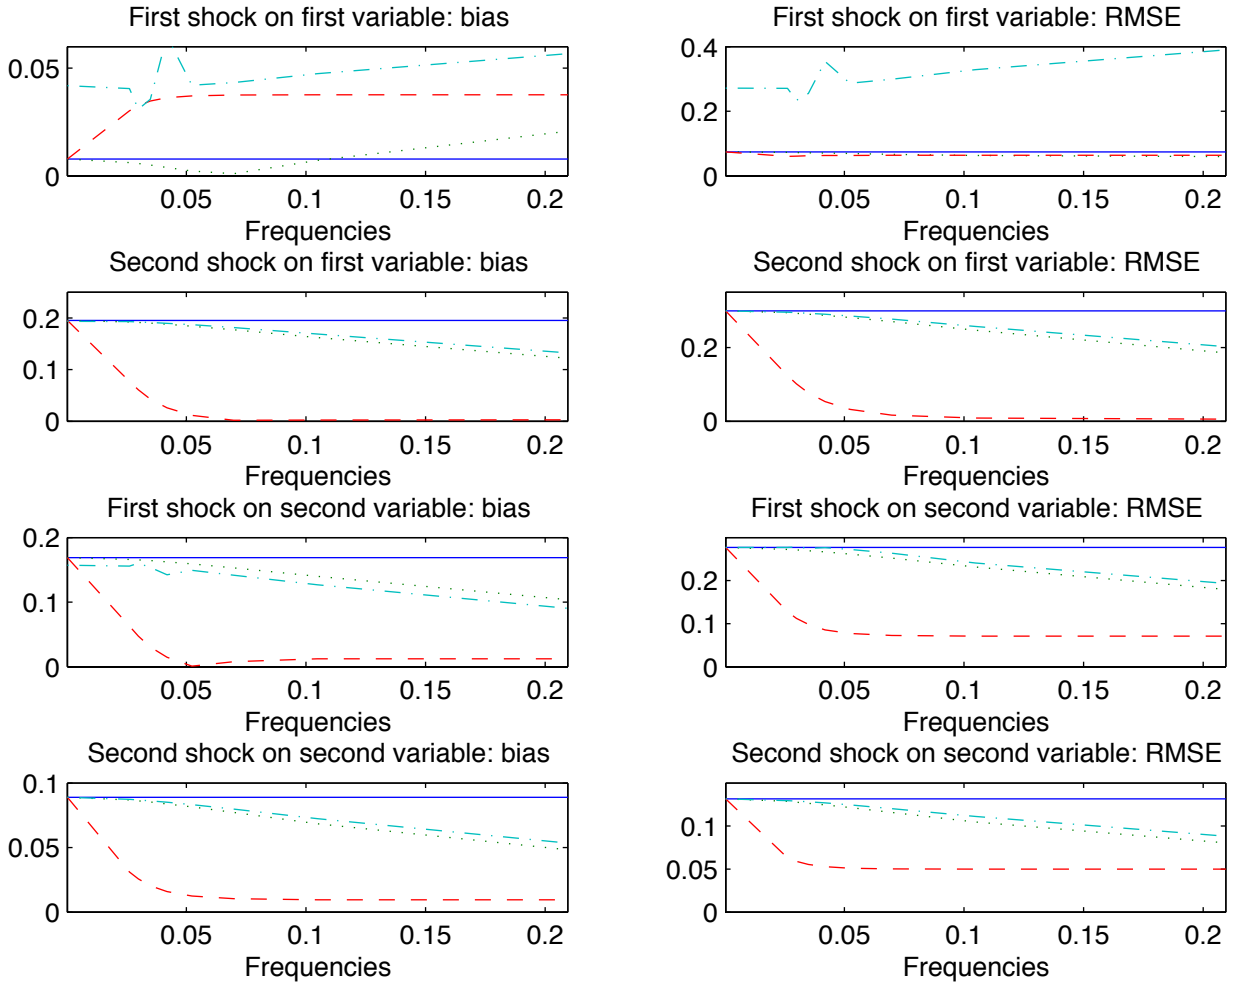 First shock on first variable: bias
0.05
0
0.05 0.1 0.15 0.2
Frequencies
First shock on first variable: RMSE
0.4
0.2
0
0.05 0.1 0.15 0.2
Frequencies
Second shock on first variable: bias
0.2
0.1
0
0.05 0.1 0.15 0.2
Frequencies
Second shock on first variable: RMSE
0.2
0
0.05 0.1 0.15 0.2
Frequencies
First shock on second variable: bias
0.2
0.1
0
0.05 0.1 0.15 0.2
Frequencies
First shock on second variable: RMSE
0.2
0.1
0
0.05 0.1 0.15 0.2
Frequencies
Second shock on second variable: bias
0.1
0.05
0
0.05 0.1 0.15 0.2
Frequencies
Second shock on second variable: RMSE
0.1
0.05
0
0.05 0.1 0.15 0.2
Frequencies